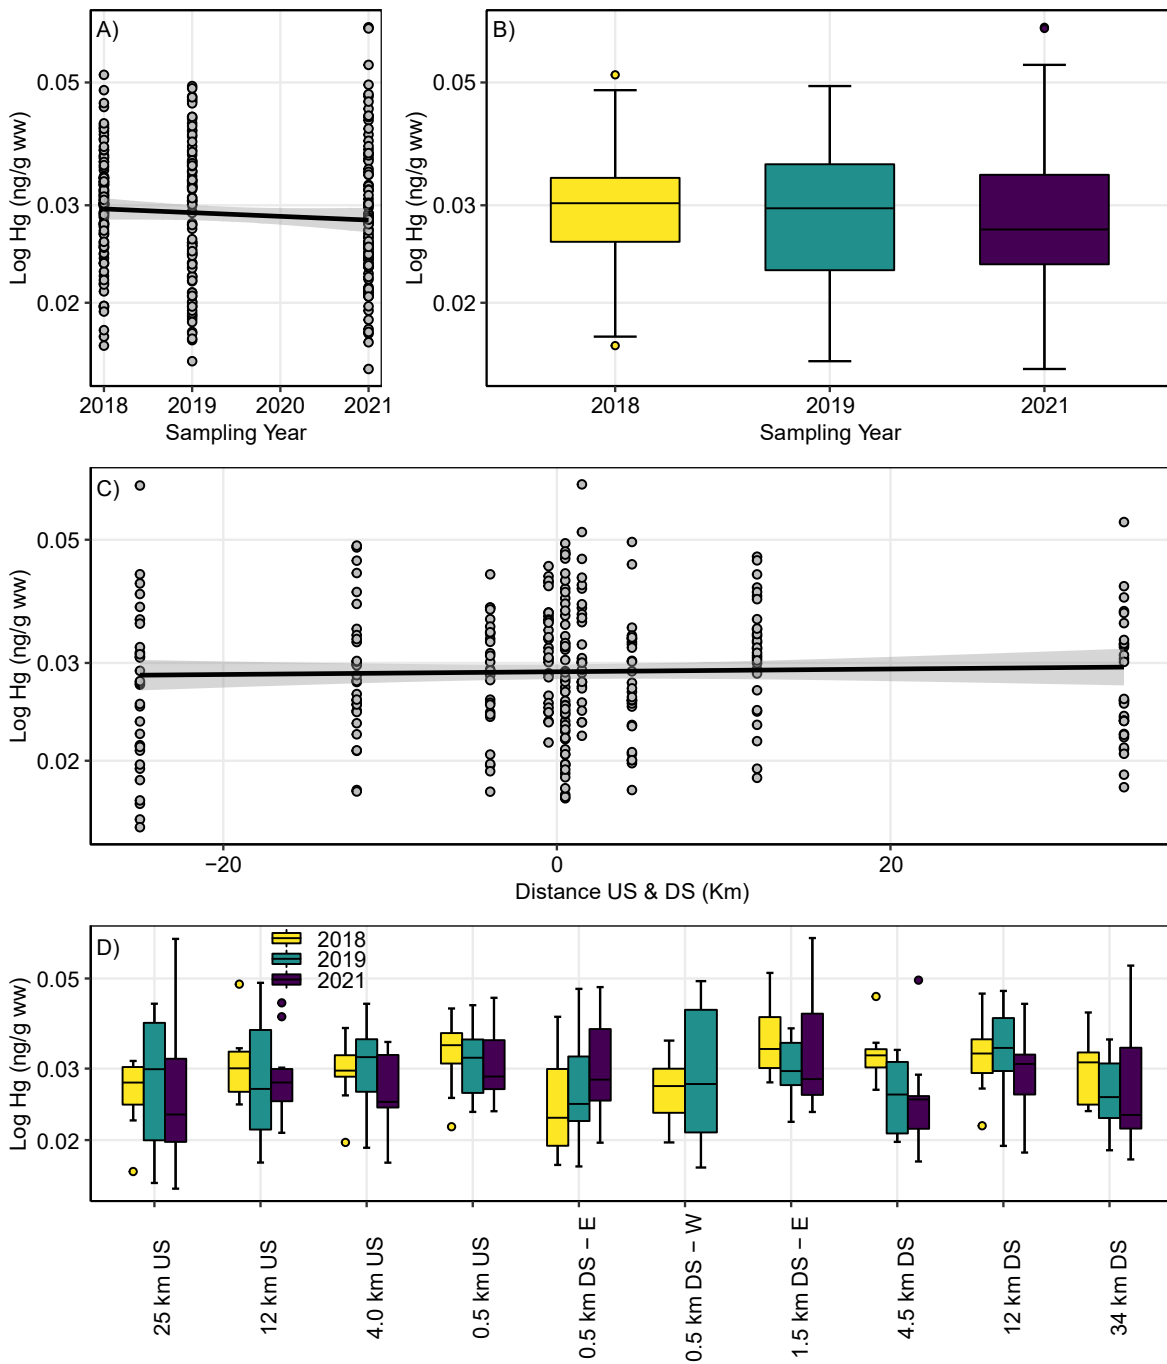 A)
0.05
0.03
0.02
Log Hg (ng/g ww)
2018 2019 2020 2021
Sampling Year
B)
0.05
0.03
0.02
Log Hg (ng/g ww)
2018 2019 2021
Sampling Year
C)
0.05
0.03
0.02
Log Hg (ng/g ww)
−20 0 20
Distance US & DS (Km)
D)
2018
2019
2021
0.05
0.03
0.02
Log Hg (ng/g ww)
25 km US
12 km US
4.0 km US
0.5 km US
0.5 km DS − E
0.5 km DS − W
1.5 km DS − E
4.5 km DS
12 km DS
34 km DS